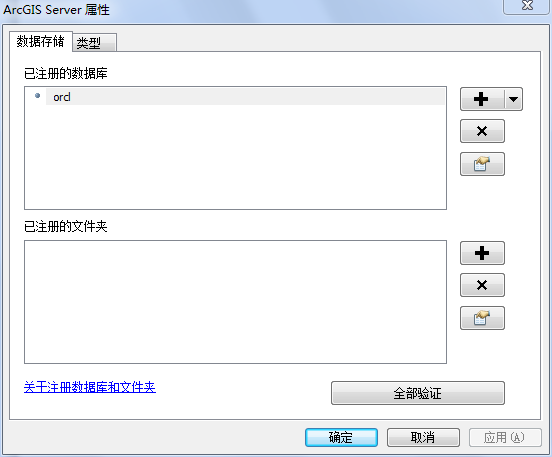 ArcGIS Server 属性
数据存储 类型
已注册的数据库
orcl
已注册的文件夹
关于注册数据库和文件夹
全部验证
确定 取消 应用(A)